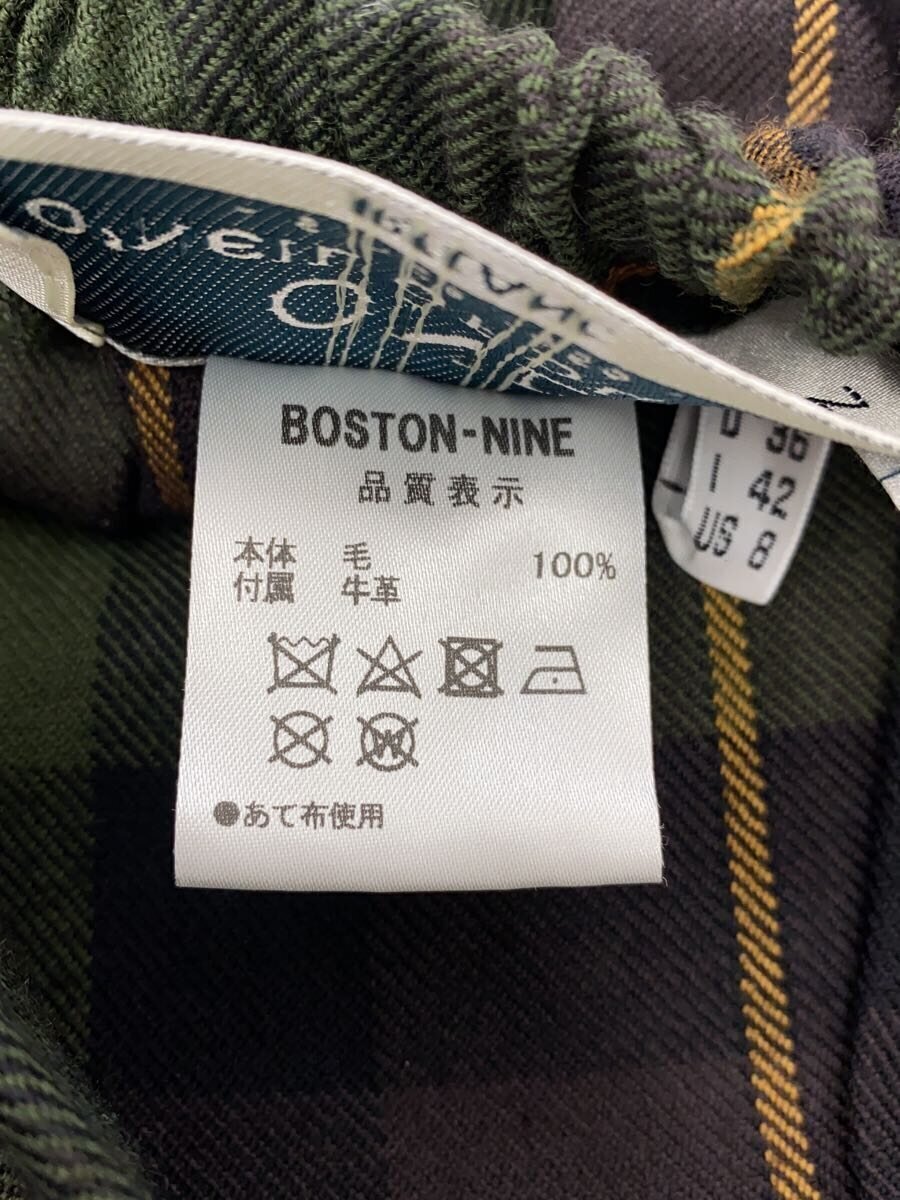 BOSTON-NINE
品質表示
本体 毛 100%
付属 牛革
W
●あて布使用
36
I 42
US 8